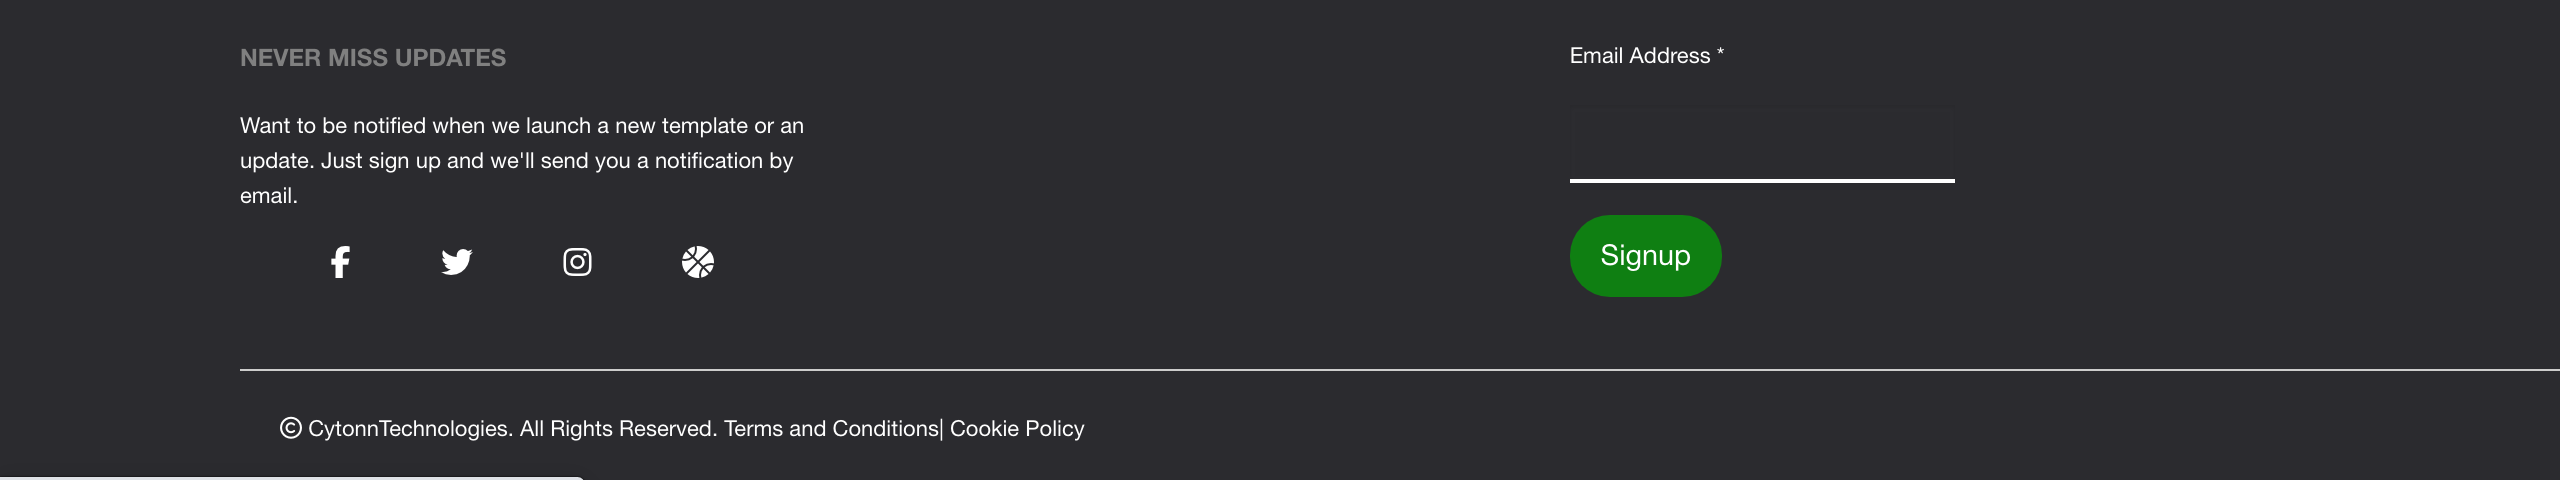 NEVER MISS UPDATES
Want to be notified when we launch a new template or an
update. Just sign up and we'll send you a notification by
email.
Email Address *
Signup
© CytonnTechnologies. All Rights Reserved. Terms and Conditions| Cookie Policy